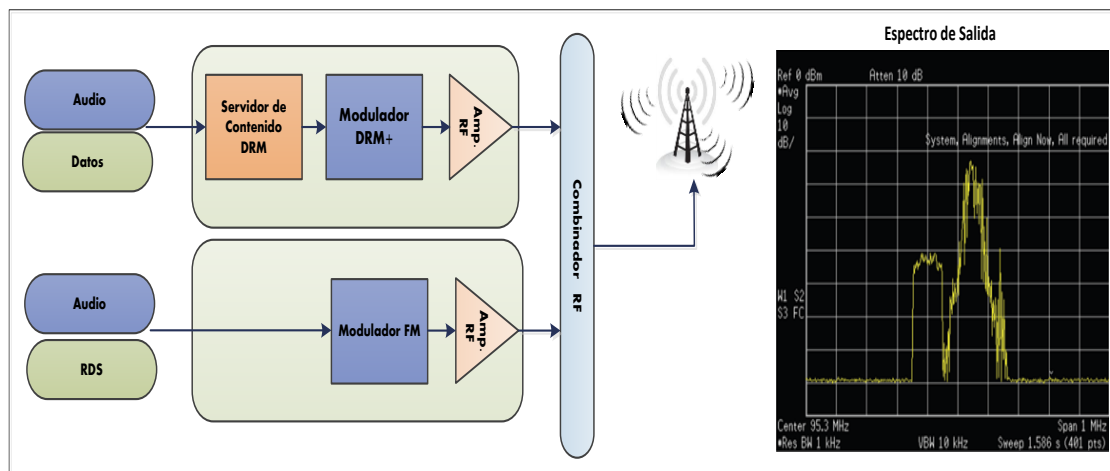 Audio
Datos
Servidor de
Contenido
DRM
Modulador
DRM+
Amp.
RF
Audio
RDS
Modulador FM
Amp.
RF
Combinador RF
Espectro de Salida
Ref 0 dBm Atten 10 dB
*Avg
Log
10
dB/
System, Alignments, Align Now, All required
W1 S2
S3 FC
Center 95.3 MHz Span 1 MHz
*Res BW 1 kHz VBW 10 kHz Sweep 1.586 s (401 pts)